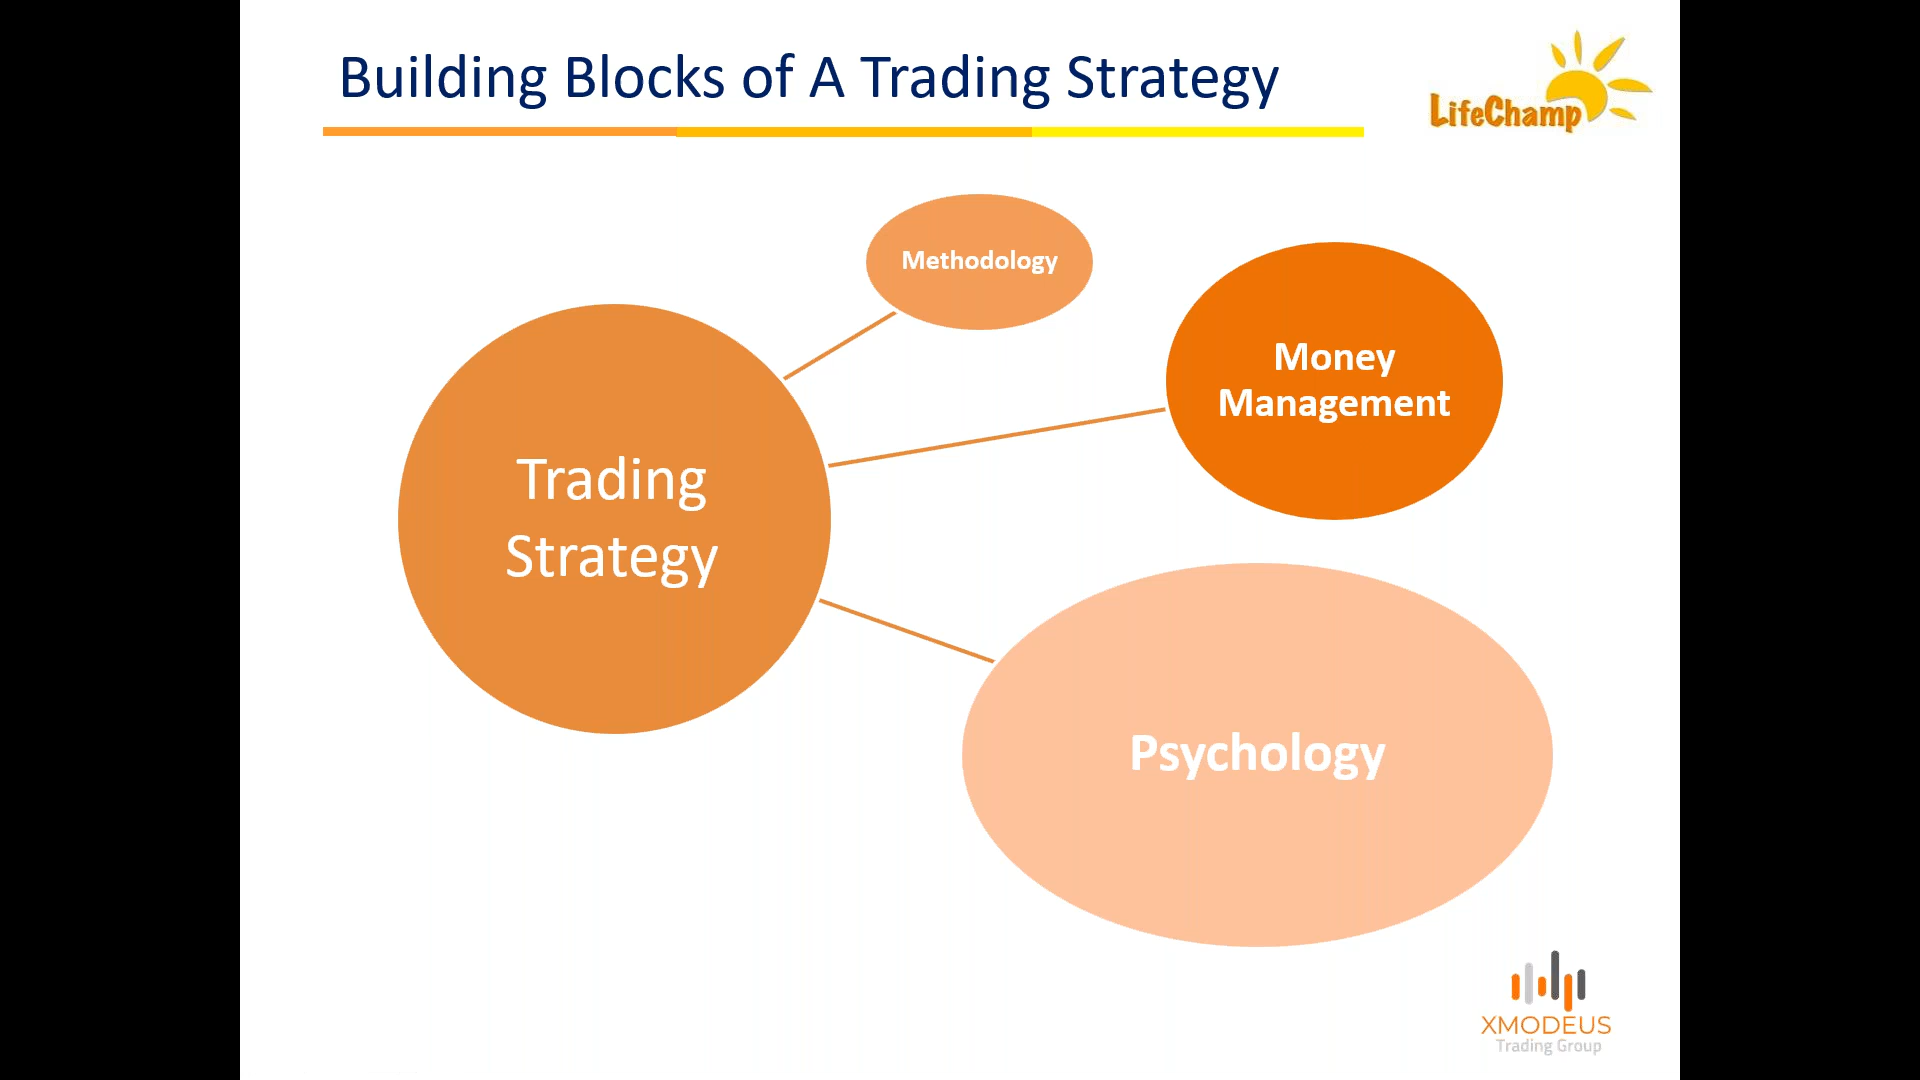 Building Blocks of A Trading Strategy
LifeChamp
Methodology
Money
Management
Trading
Strategy
Psychology
XMODEUS
Trading Group